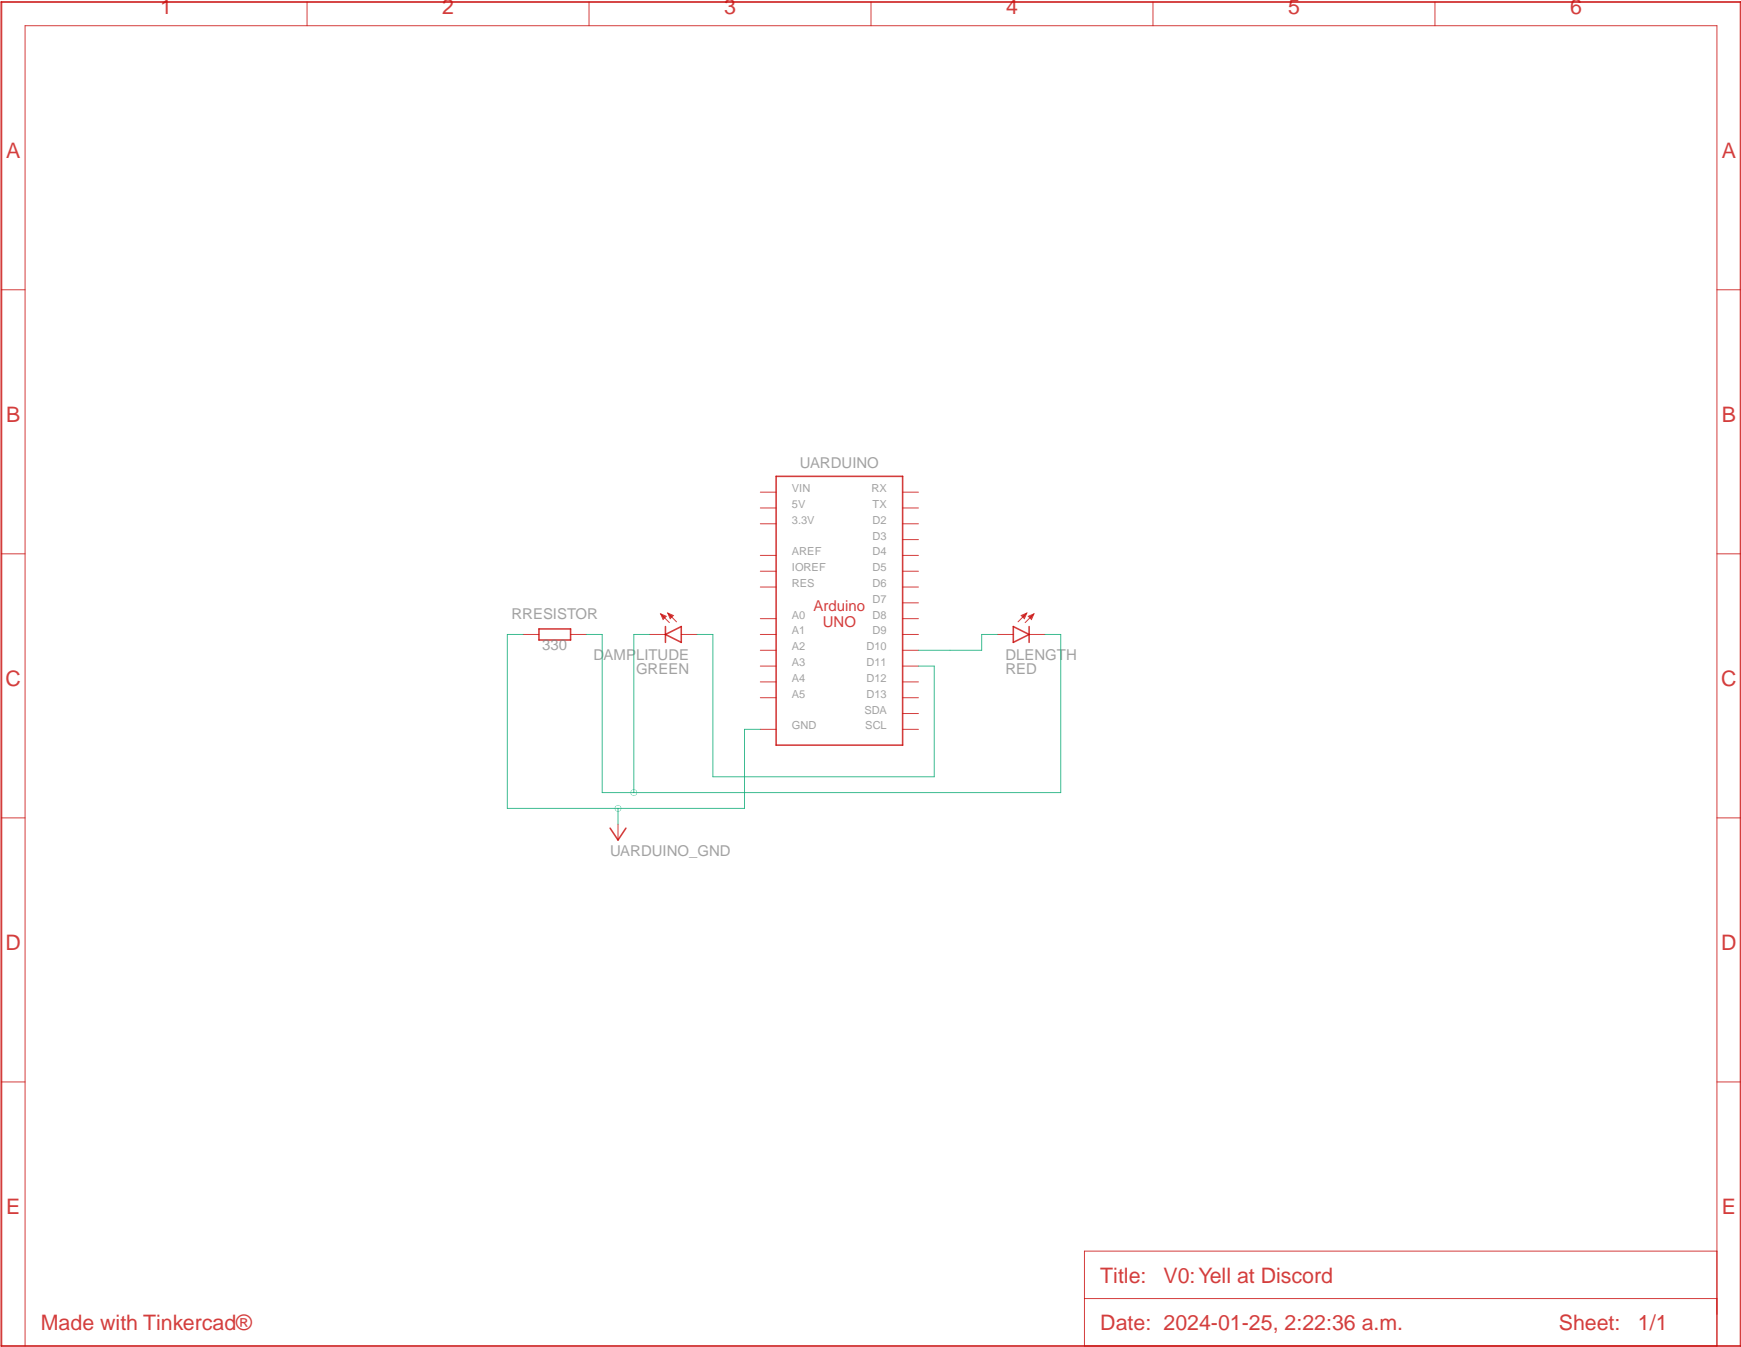 1 2 3 4 5 6
A A
B B
UARDUINO
VIN RX
5V TX
3.3V D2
D3
AREF D4
IOREF D5
RES D6
D7
A0 D8
A1 D9
A2 D10
A3 D11
A4 D12
A5 D13
SDA
GND SCL
Arduino
UNO
RRESISTOR
330
DAMPLITUDE
GREEN
DLENGTH
RED
C C
UARDUINO_GND
D D
E E
Title: V0: Yell at Discord
Date: 2024-01-25, 2:22:36 a.m. Sheet: 1/1
Made with Tinkercad®